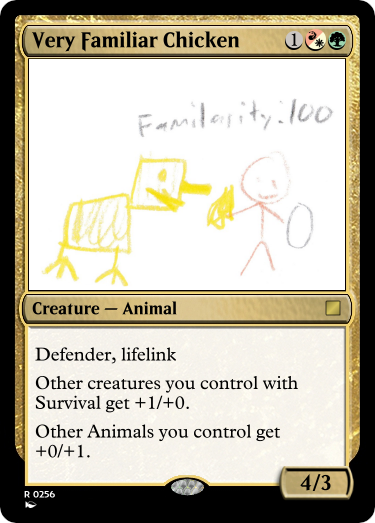 Very Familiar Chicken 1
Familarity:100
Creature — Animal
Defender, lifelink
Other creatures you control with
Survival get +1/+0.
Other Animals you control get
+0/+1.
4/3
R 0256